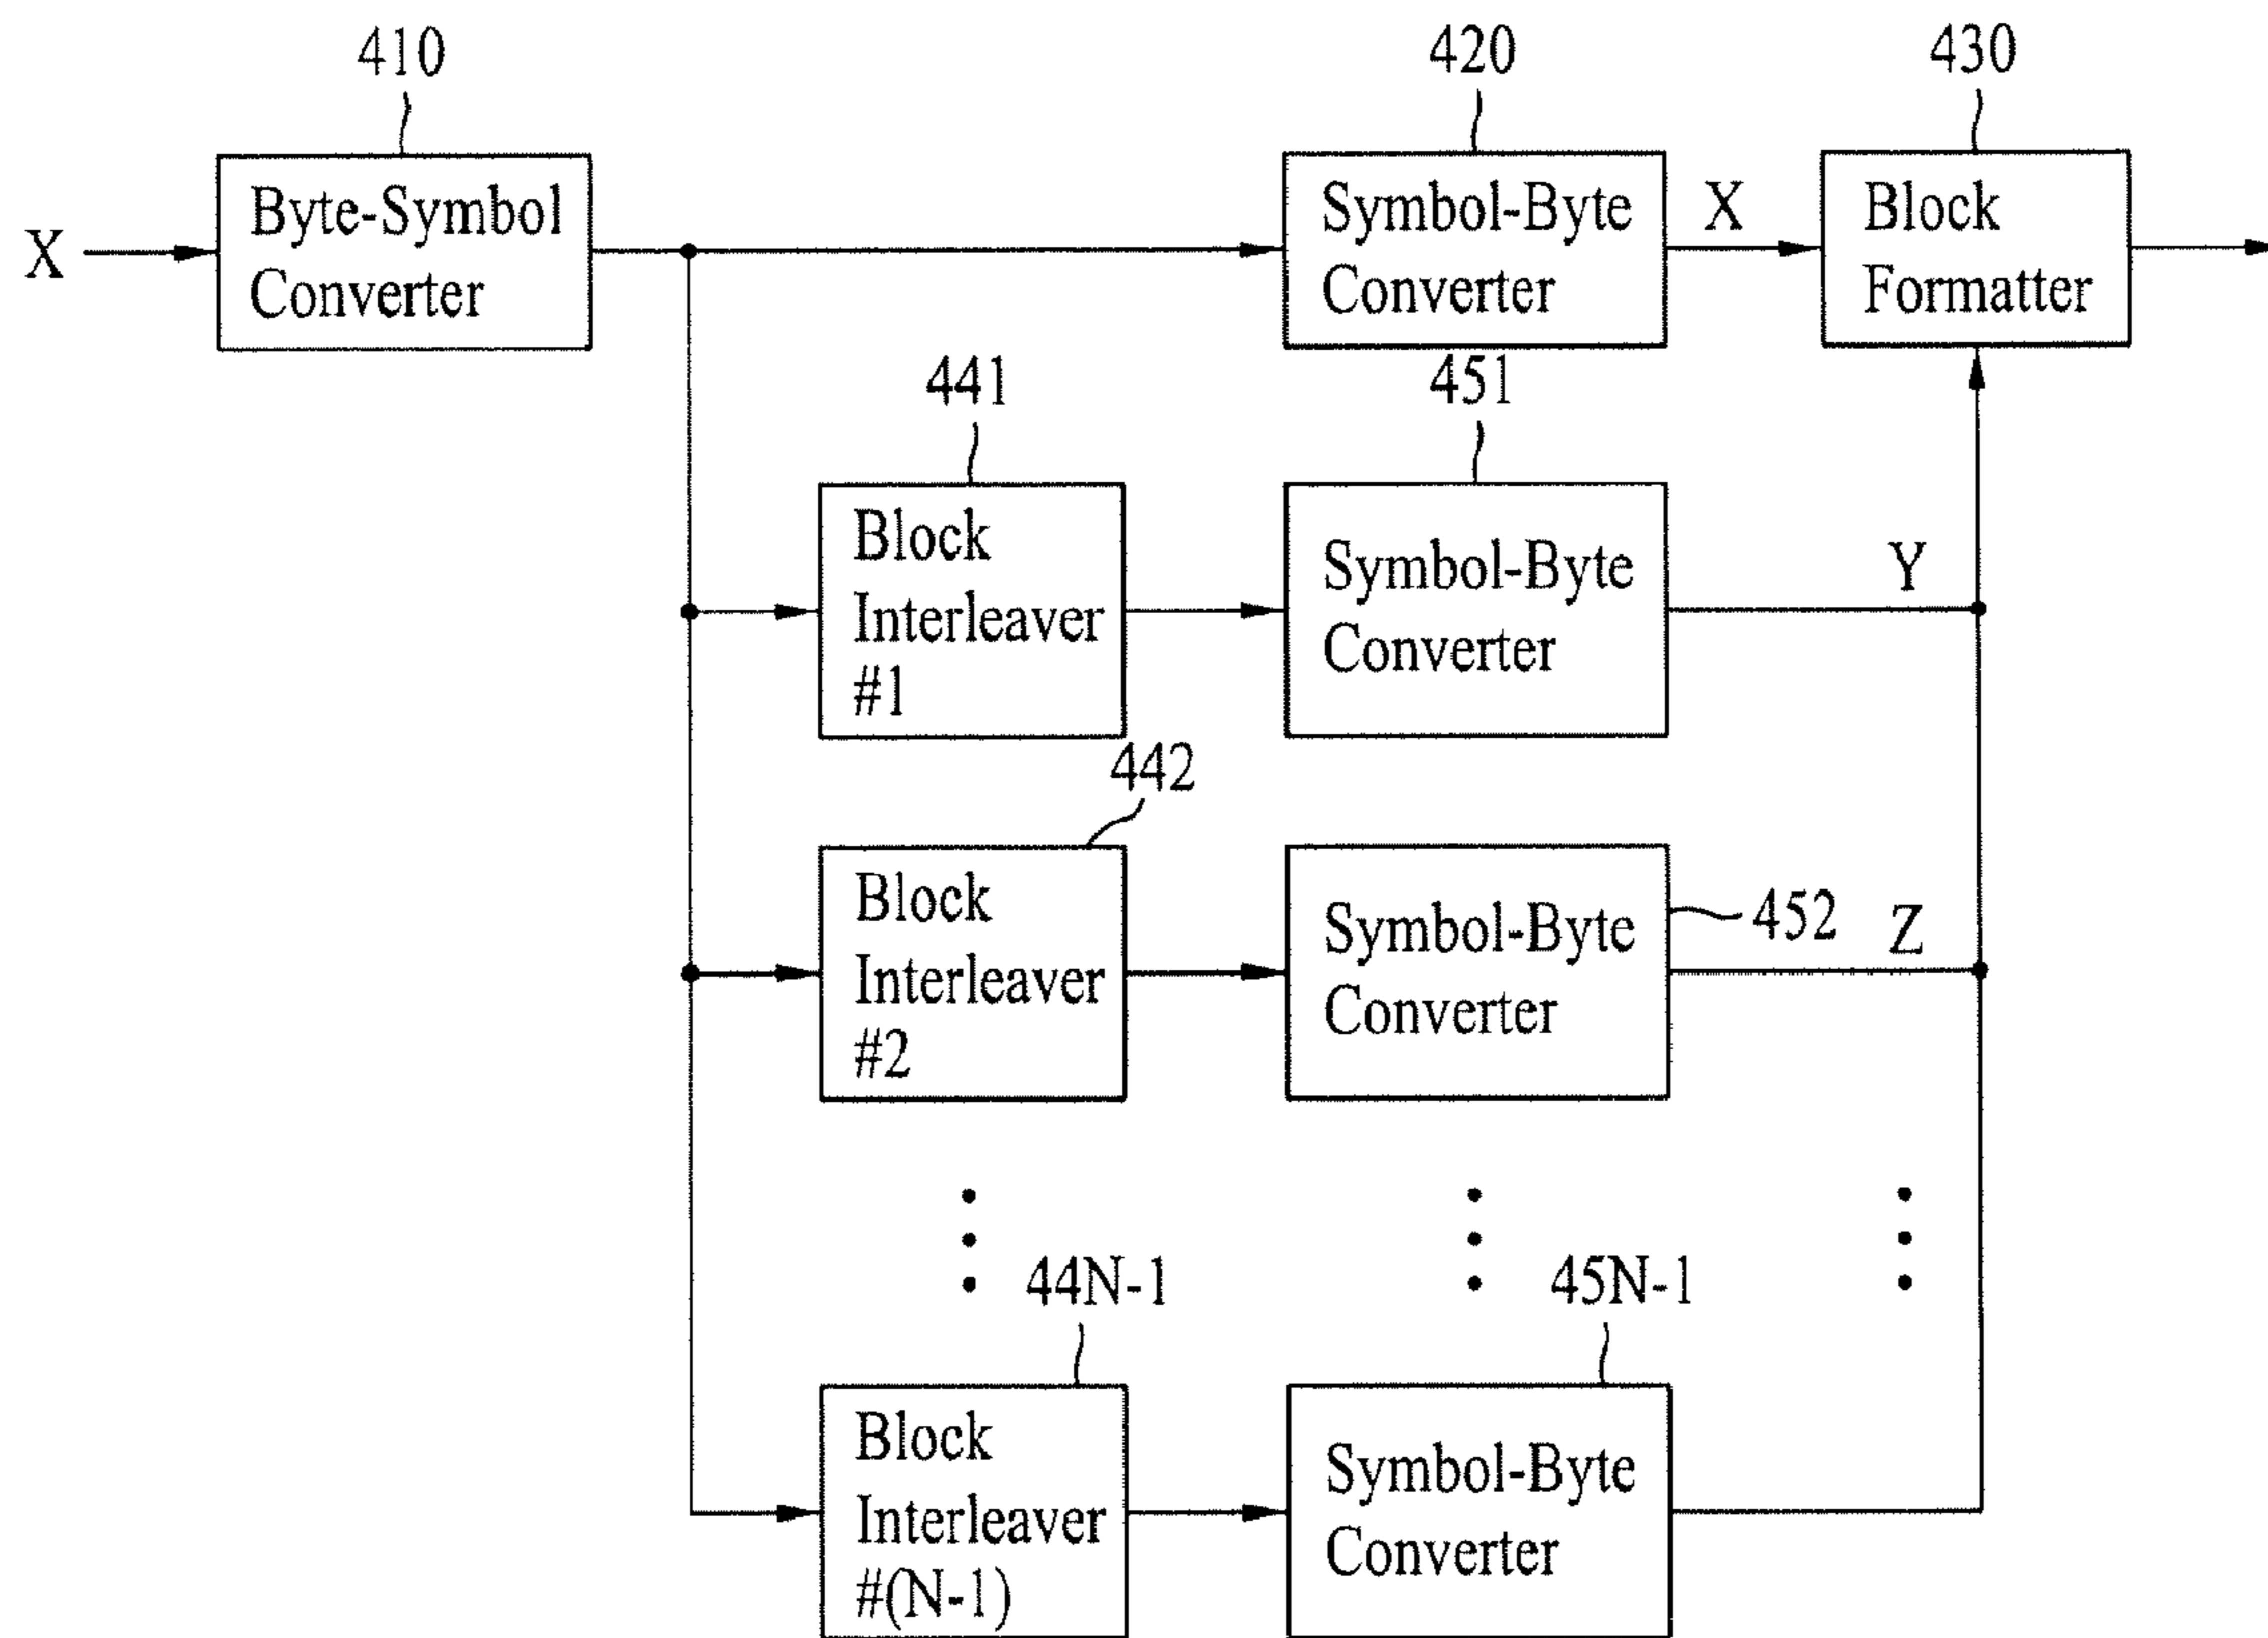 410
420
430
Byte-Symbol
Converter
Symbol-Byte
Converter
Block
Formatter
X
X
441
451
Block
Interleaver
#1
Symbol-Byte
Converter
Y
442
Block
Interleaver
#2
Symbol-Byte
Converter
452
Z
44N-1
45N-1
Block
Interleaver
#(N-1)
Symbol-Byte
Converter